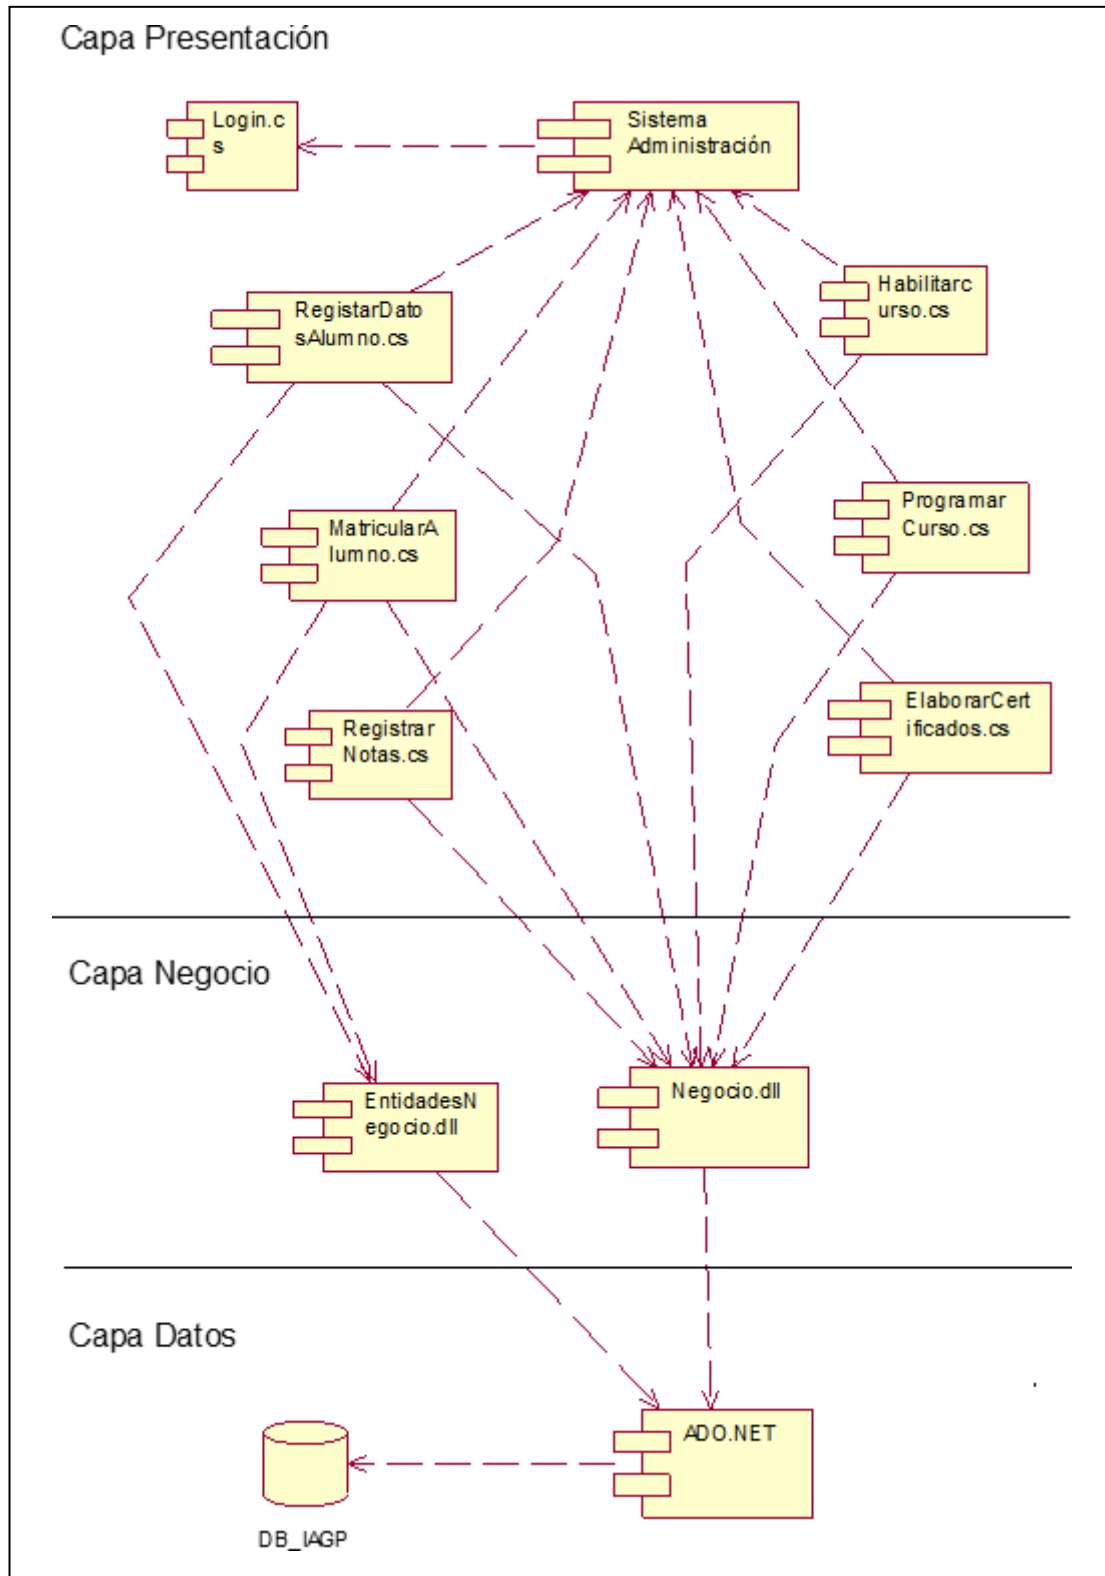 Capa Presentación
Login.c
s
Sistema
Administración
RegistarDato
sAlumno.cs
Habilitarc
urso.cs
MatricularA
lumno.cs
Programar
Curso.cs
Registrar
Notas.cs
ElaborarCert
ificados.cs
Capa Negocio
EntidadesN
egocio.dll
Negocio.dll
Capa Datos
ADO.NET
DB_IAGP